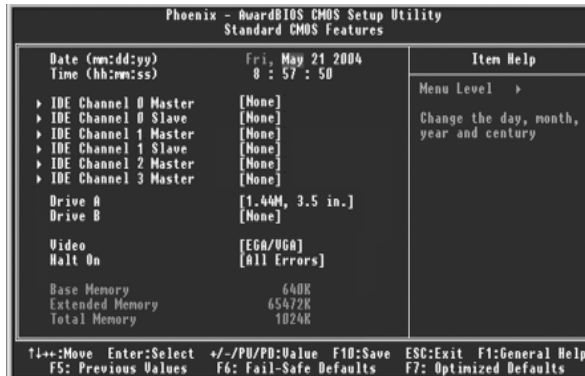 Phoenix - AwardBIOS CMOS Setup Utility
Standard CMOS Features
Date (mm:dd:yy) Fri, May 21 2004
Time (hh:mm:ss) 8 : 57 : 50
IDE Channel 0 Master [None]
IDE Channel 0 Slave [None]
IDE Channel 1 Master [None]
IDE Channel 1 Slave [None]
IDE Channel 2 Master [None]
IDE Channel 3 Master [None]
Drive A [1.44M, 3.5 in.]
Drive B [None]
Video [EGA/VGA]
Halt On [All Errors]
Base Memory 640K
Extended Memory 65472K
Total Memory 1024K
Item Help
Menu Level
Change the day, month,
year and century
↑↓→←:Move Enter:Select +/-/PU/PD:Value F10:Save ESC:Exit F1:General Help
F5: Previous Values F6: Fail-Safe Defaults F7: Optimized Defaults